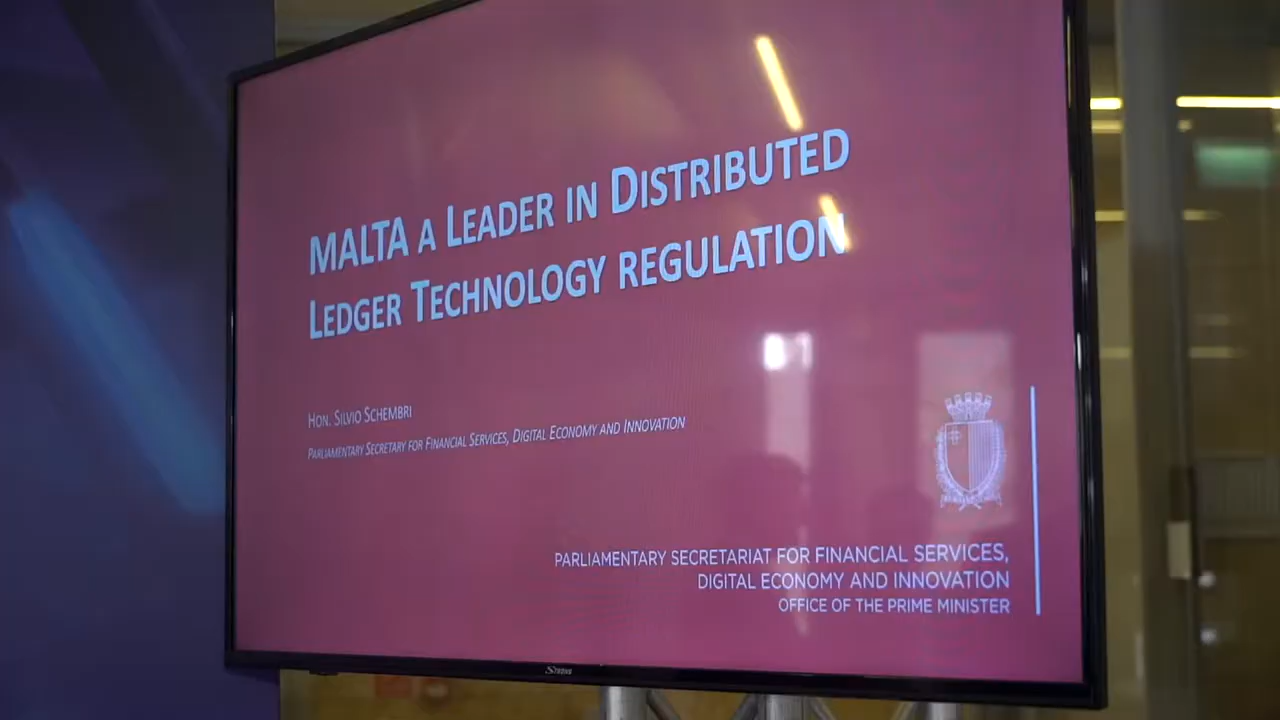 MALTA A LEADER IN DISTRIBUTED
LEDGER TECHNOLOGY REGULATION
HON. SILVIO SCHEMBRI
PARLIAMENTARY SECRETARY FOR FINANCIAL SERVICES, DIGITAL ECONOMY AND INNOVATION
PARLIAMENTARY SECRETARIAT FOR FINANCIAL SERVICES,
DIGITAL ECONOMY AND INNOVATION
OFFICE OF THE PRIME MINISTER